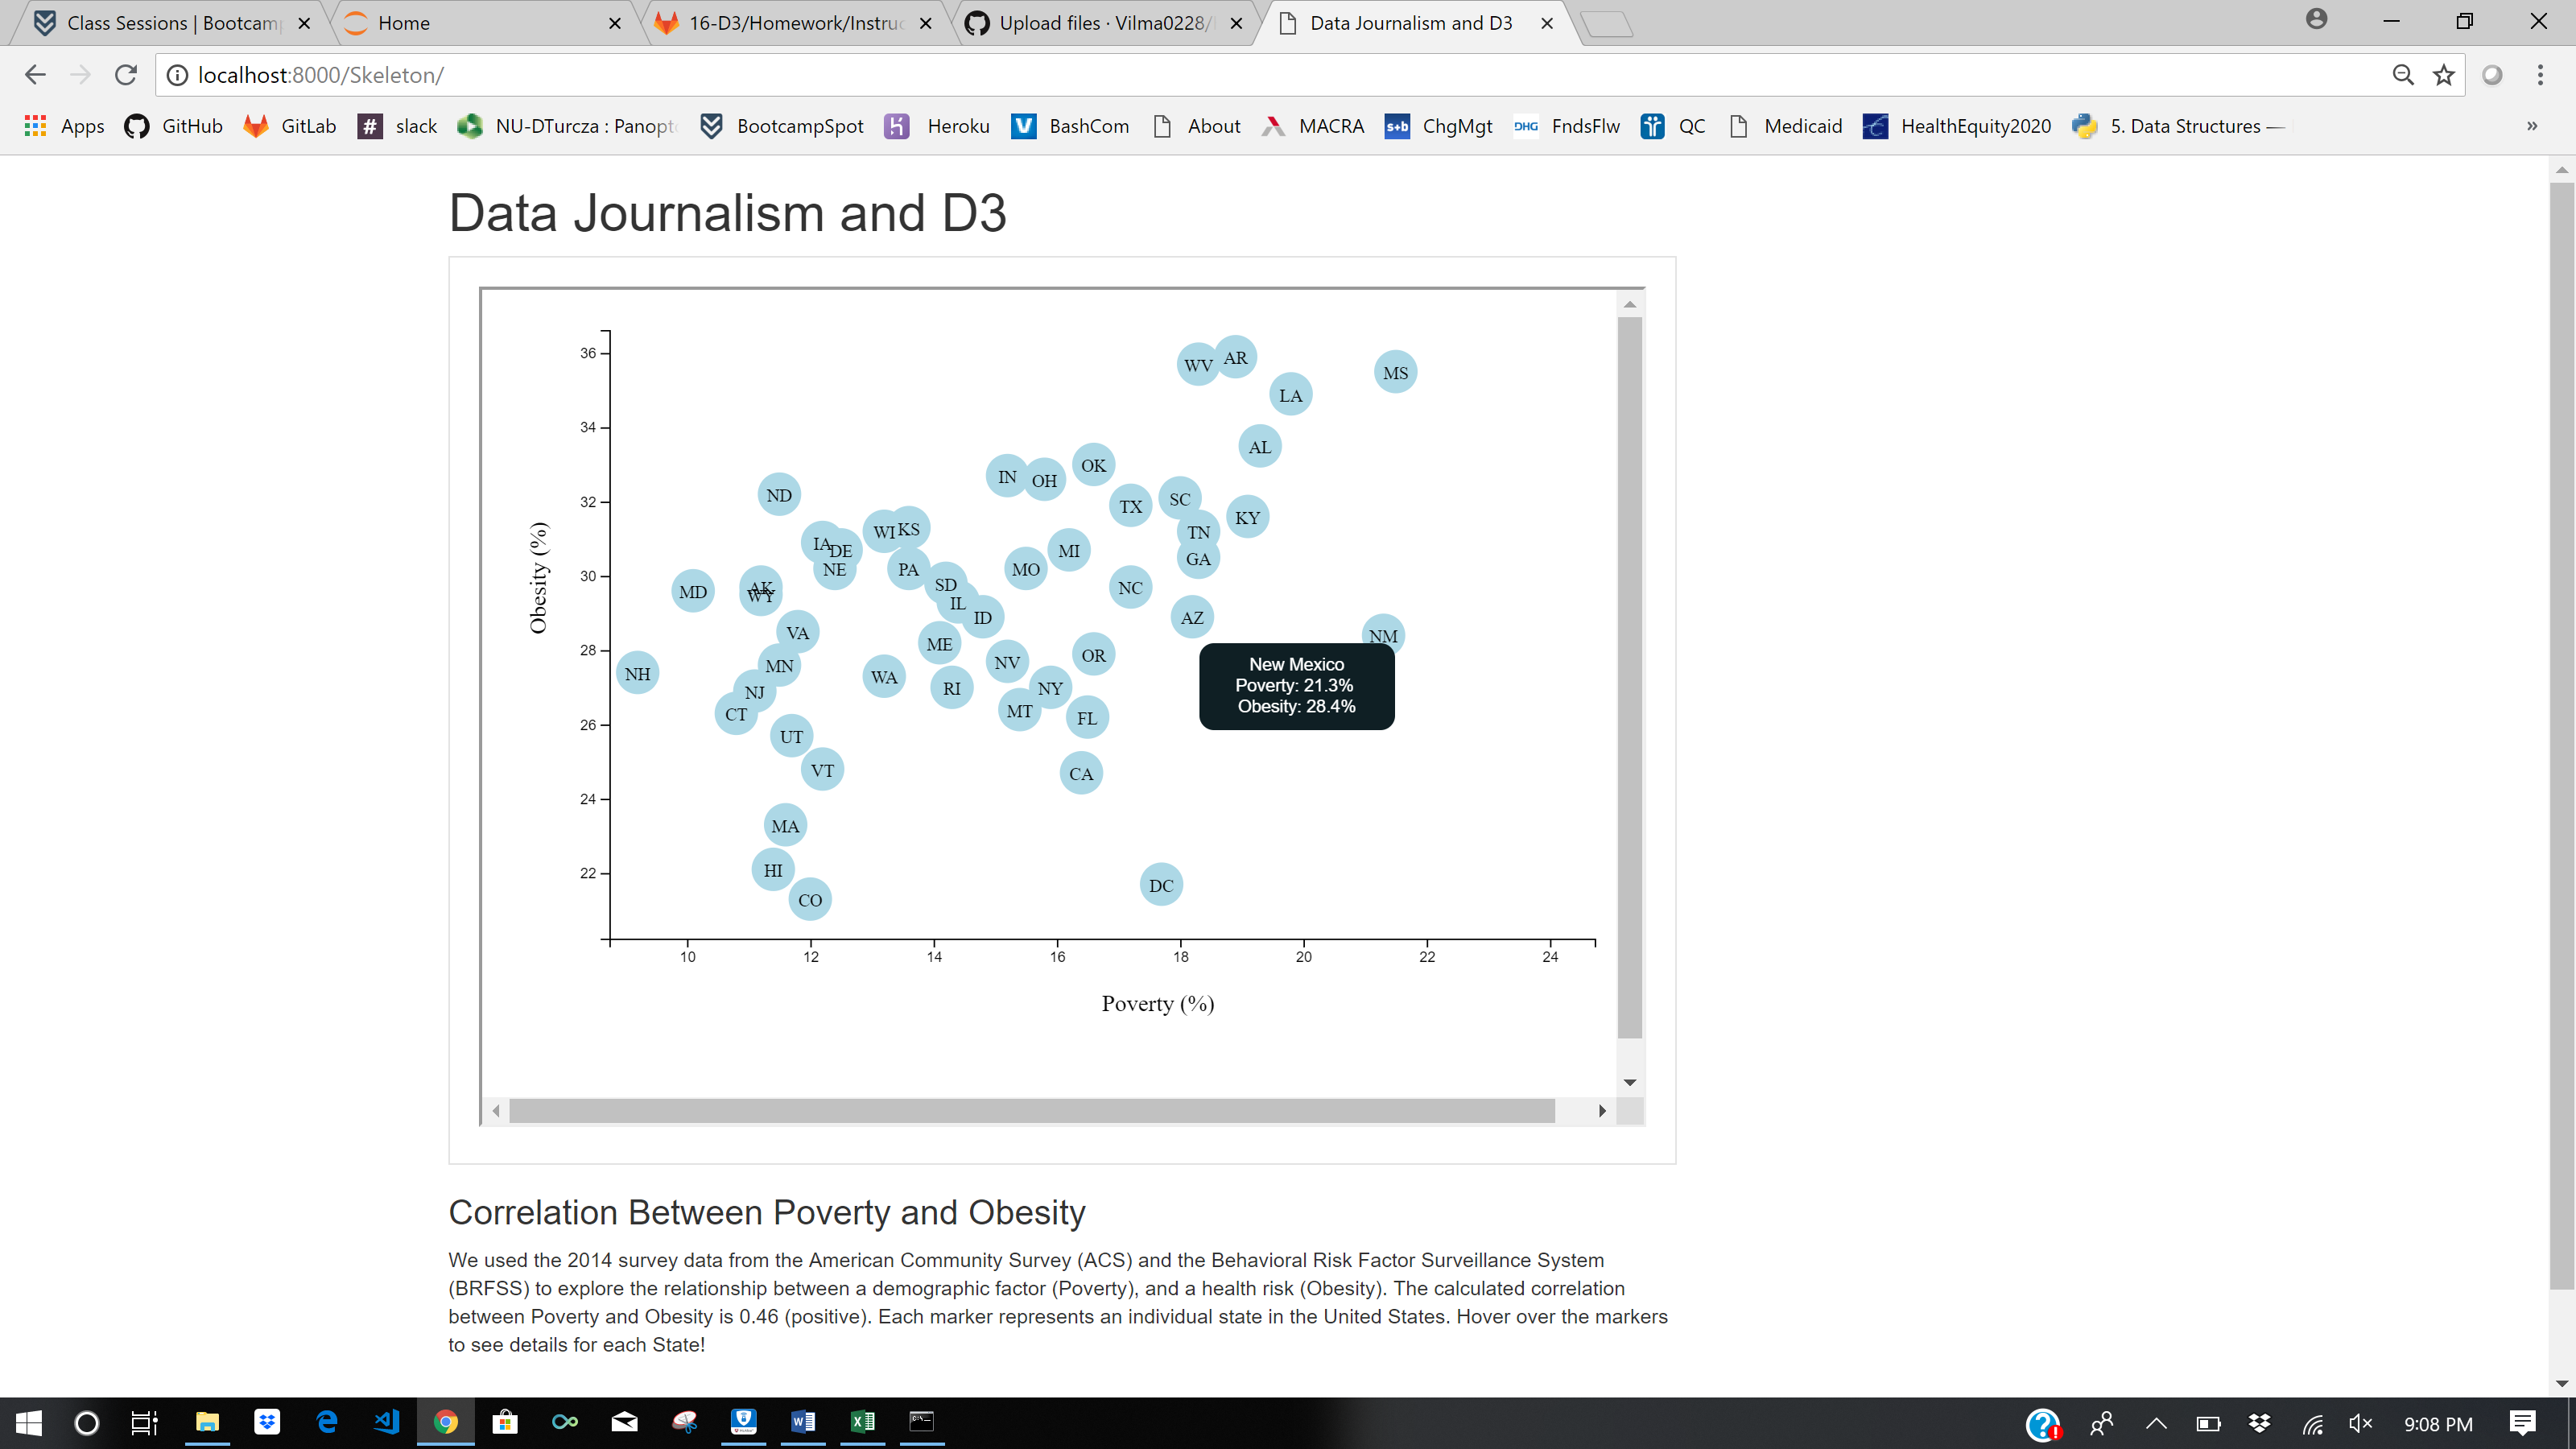 Class Sessions | Bootcamp
Home
16-D3/Homework/Instruc
Upload files · Vilma0228/
Data Journalism and D3
localhost:8000/Skeleton/
Apps GitHub GitLab slack NU-DTurcza : Panopto BootcampSpot Heroku BashCom About MACRA ChgMgt FndsFlw QC Medicaid HealthEquity2020 5. Data Structures — »
Data Journalism and D3
36
34
32
30
28
26
24
22
Obesity (%)
WV AR
MS
LA
AL
OK
IN OH
ND
SC
TX
KY
WI KS
TN
IA DE
MI
GA
NE PA MO
SD
NC
AK
WY
MD
IL
ID
AZ
VA
NM
ME
OR
MN
NV
NH
WA
RI
NY
NJ
MT
CT
FL
UT
VT
CA
MA
HI
DC
CO
New Mexico
Poverty: 21.3%
Obesity: 28.4%
10 12 14 16 18 20 22 24
Poverty (%)
Correlation Between Poverty and Obesity
We used the 2014 survey data from the American Community Survey (ACS) and the Behavioral Risk Factor Surveillance System
(BRFSS) to explore the relationship between a demographic factor (Poverty), and a health risk (Obesity). The calculated correlation
between Poverty and Obesity is 0.46 (positive). Each marker represents an individual state in the United States. Hover over the markers
to see details for each State!
9:08 PM